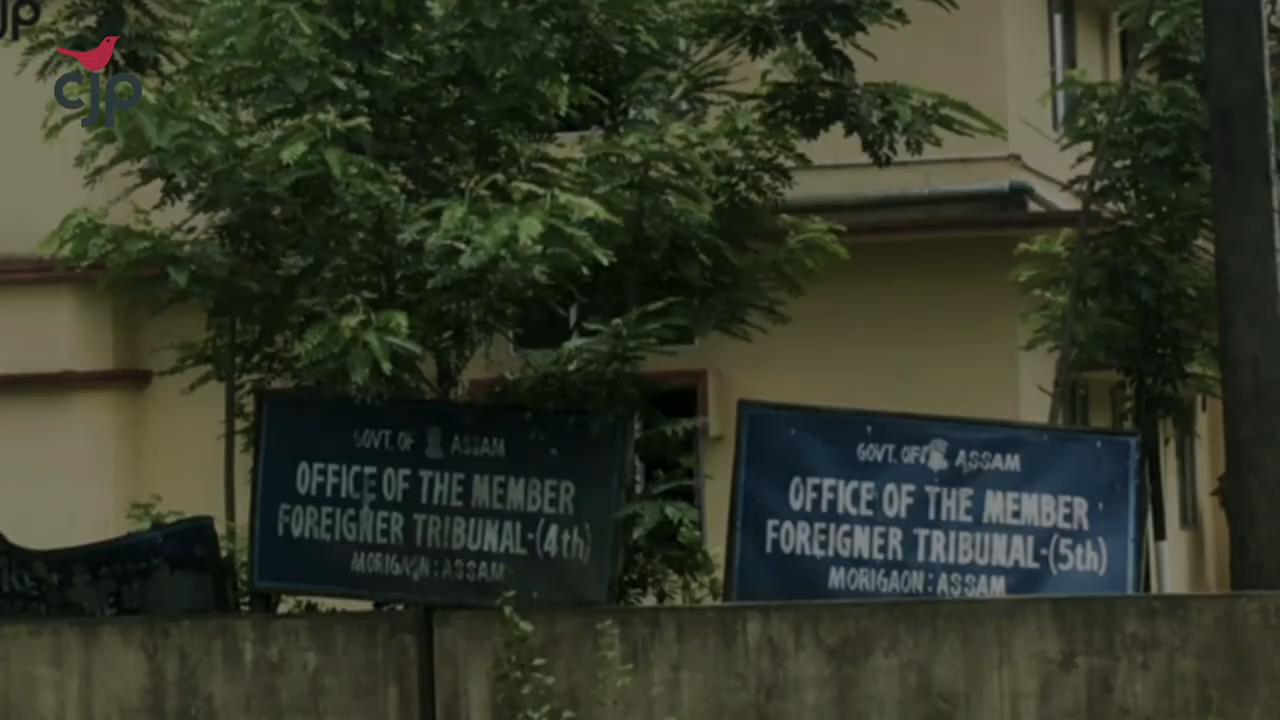 JP
cjp
GOVT. OF ASSAM
OFFICE OF THE MEMBER
FOREIGNER TRIBUNAL-(4th)
MORIGAON: ASSAM
GOVT. OF ASSAM
OFFICE OF THE MEMBER
FOREIGNER TRIBUNAL-(5th)
MORIGAON: ASSAM